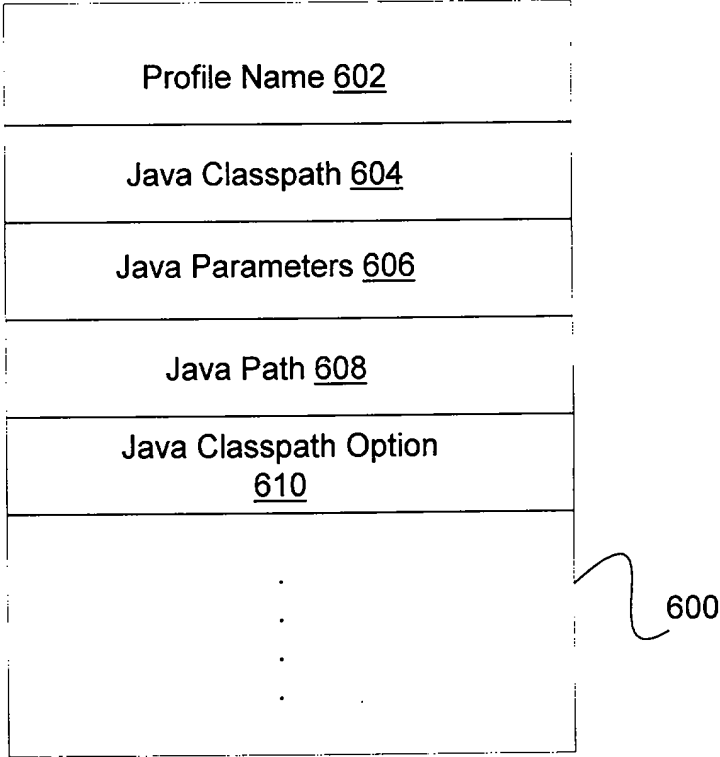 Profile Name 602
Java Classpath 604
Java Parameters 606
Java Path 608
Java Classpath Option
610
600